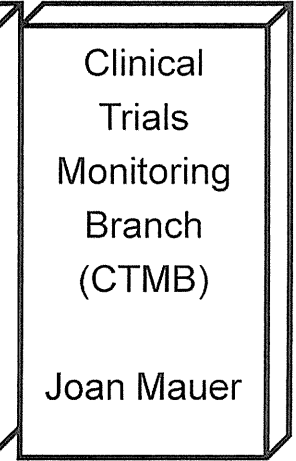 Clinical
Trials
Monitoring
Branch
(CTMB)
Joan Mauer